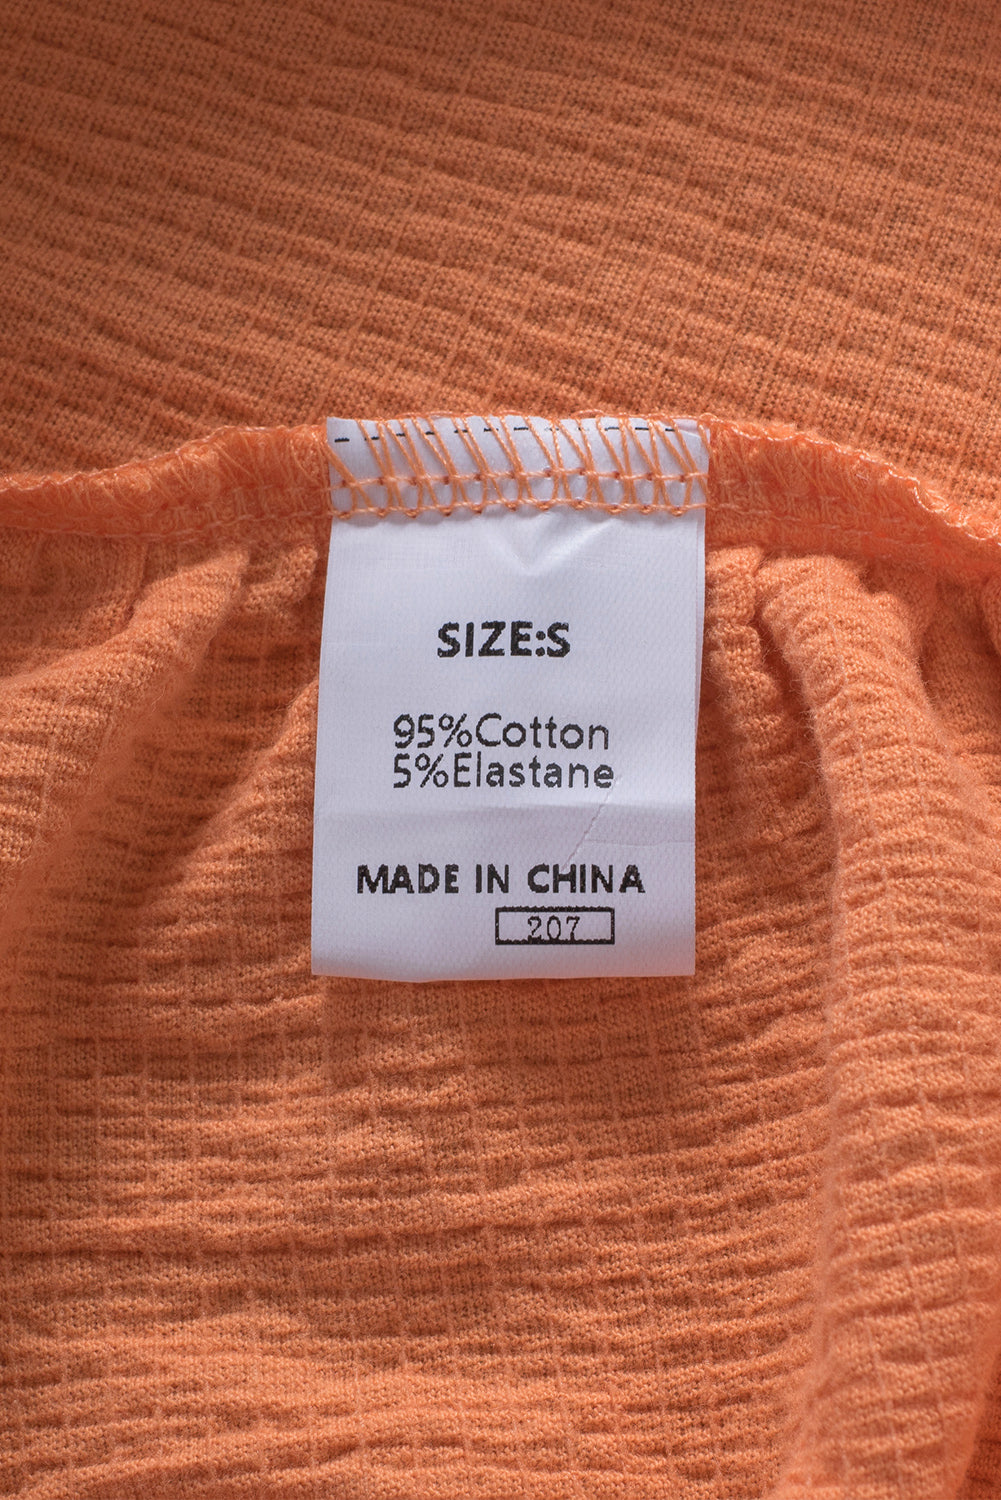 SIZE:S
95%Cotton
5%Elastane
MADE IN CHINA
207